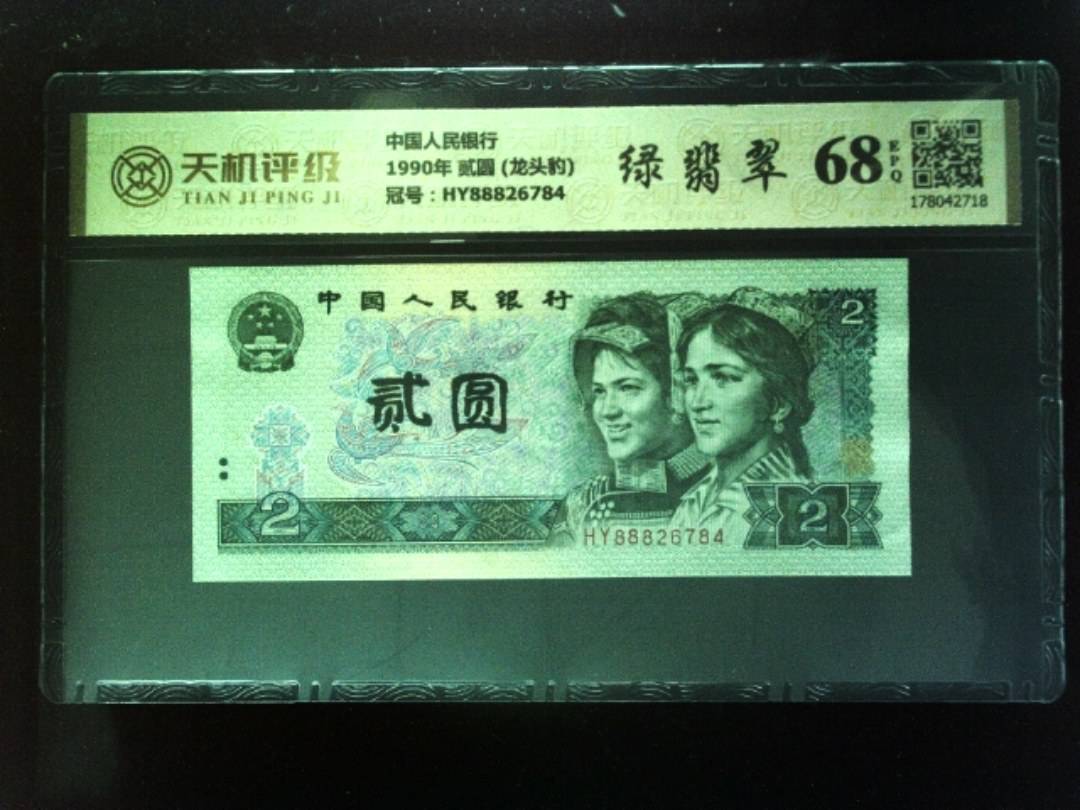 天机评级
TIAN JI PING JI
中国人民银行
1990年 贰圆 (龙头豹)
冠号：HY88826784
绿翡翠
68
EPQ
178042718
中国人民银行
贰圆
2
2
2
HY88826784